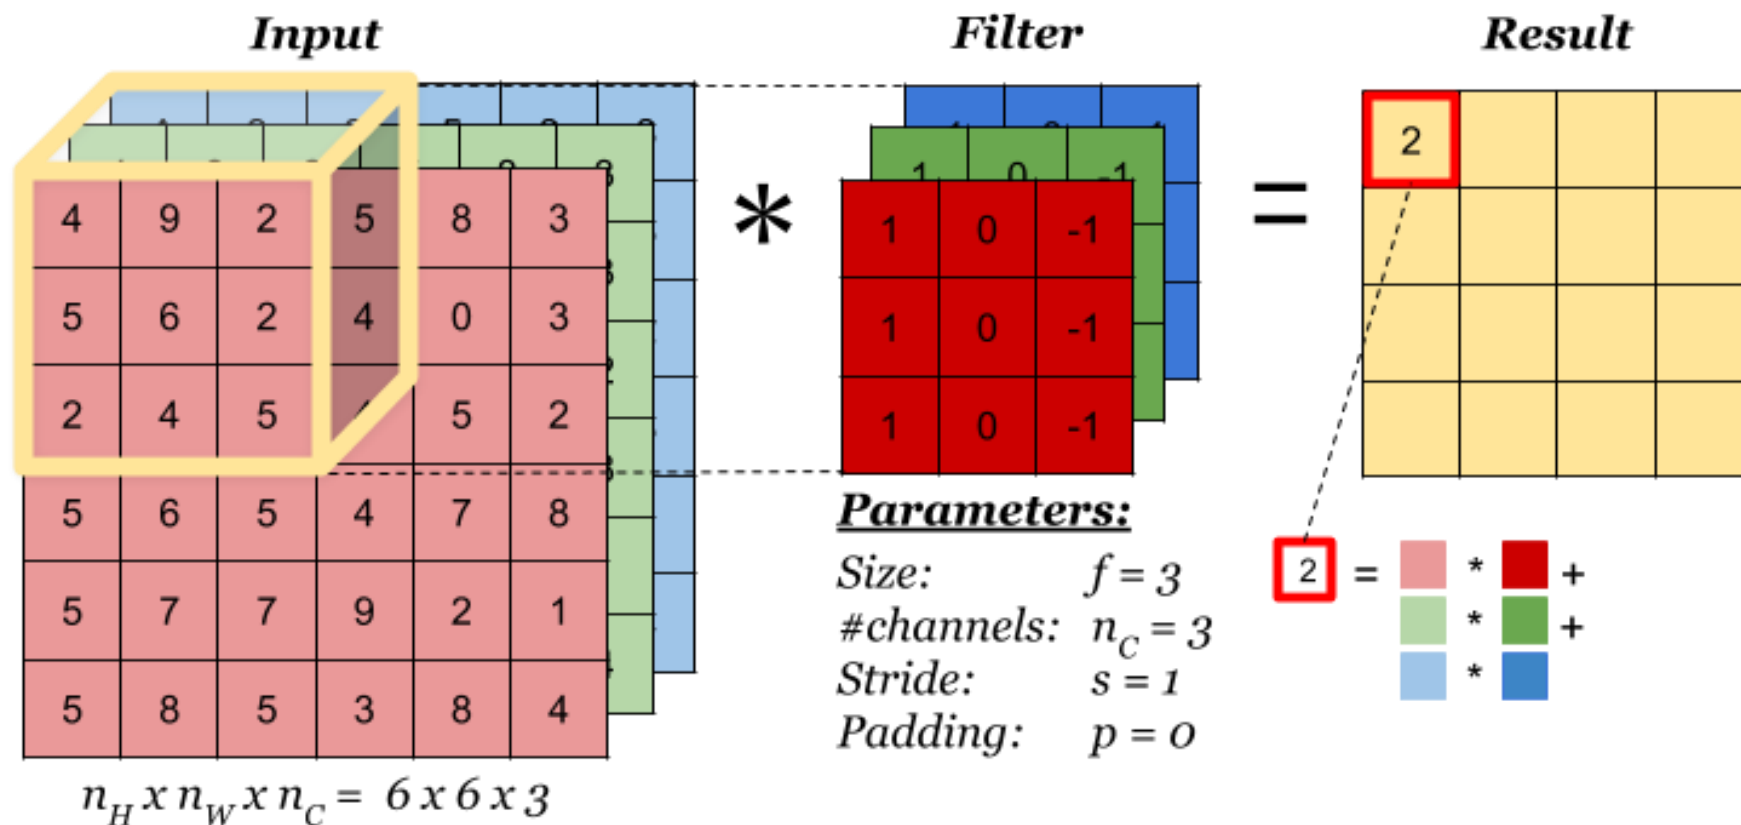 Input Filter Result
4 9 2 5 8 3
5 6 2 4 0 3
2 4 5 5 2
5 6 5 4 7 8
5 7 7 9 2 1
5 8 5 3 8 4
n_H x n_W x n_C = 6 x 6 x 3
*
1 0 -1
1 0 -1
1 0 -1
1 0 -1
Parameters:
Size: f = 3
#channels: n_C = 3
Stride: s = 1
Padding: p = 0
=
2
2 = * +
* +
*